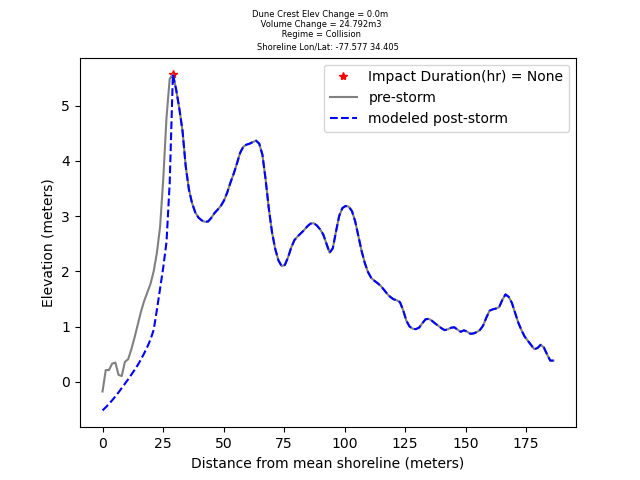 Dune Crest Elev Change = 0.0m
Volume Change = 24.792m3
Regime = Collision
Shoreline Lon/Lat: -77.577 34.405
Impact Duration(hr) = None
pre-storm
modeled post-storm
Elevation (meters)
5
4
3
2
1
0
0 25 50 75 100 125 150 175
Distance from mean shoreline (meters)